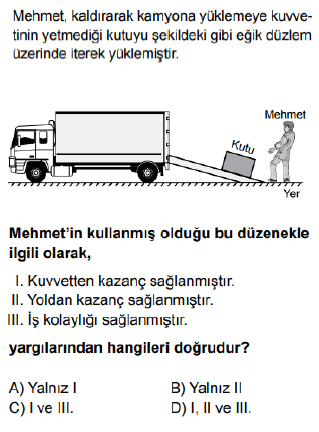 Mehmet, kaldırarak kamyona yüklemeye kuvve-
tinin yetmediği kutuyu şekildeki gibi eğik düzlem
üzerinde iterek yüklemiştir.
Mehmet
Kutu
Yer
Mehmet'in kullanmış olduğu bu düzenekle
ilgili olarak,
I. Kuvvetten kazanç sağlanmıştır.
II. Yoldan kazanç sağlanmıştır.
III. İş kolaylığı sağlanmıştır.
yargılarından hangileri doğrudur?
A) Yalnız I
B) Yalnız II
C) I ve III.
D) I, II ve III.